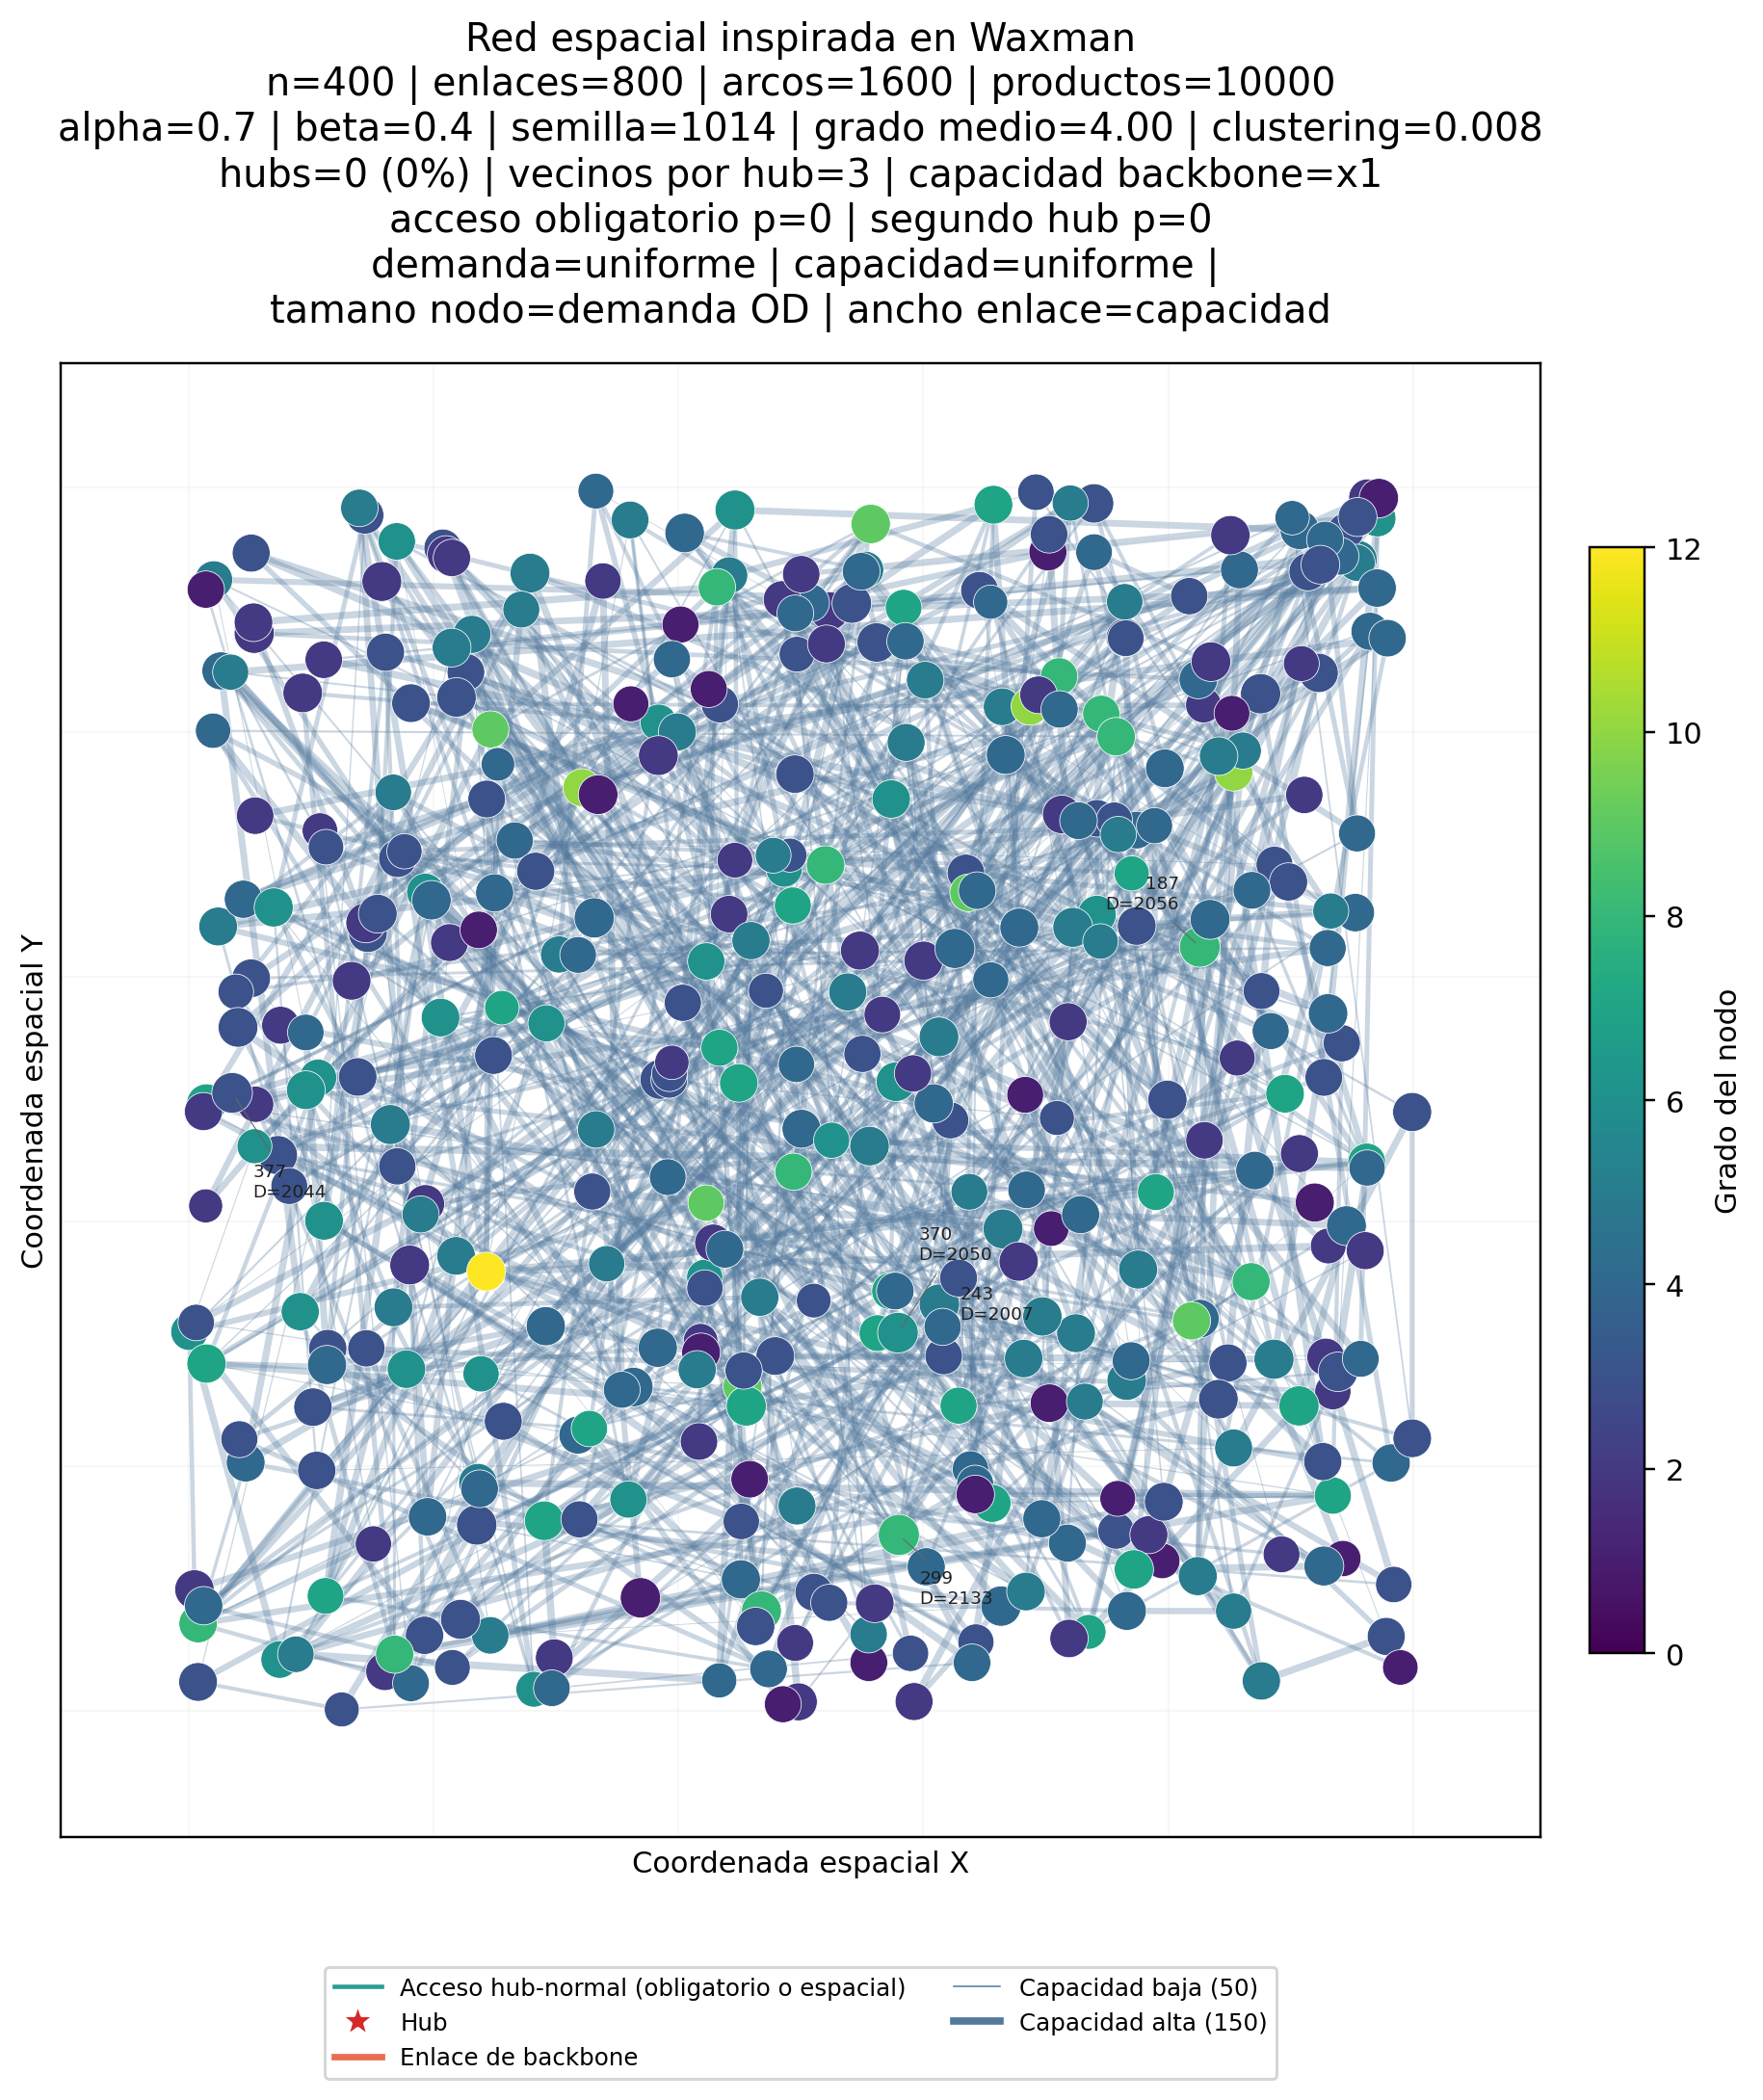 Red espacial inspirada en Waxman
n=400 | enlaces=800 | arcos=1600 | productos=10000
alpha=0.7 | beta=0.4 | semilla=1014 | grado medio=4.00 | clustering=0.008
hubs=0 (0%) | vecinos por hub=3 | capacidad backbone=x1
acceso obligatorio p=0 | segundo hub p=0
demanda=uniforme | capacidad=uniforme |
tamano nodo=demanda OD | ancho enlace=capacidad
Coordenada espacial Y
187
D=2056
377
D=2044
370
D=2050
243
D=2007
299
D=2133
Coordenada espacial X
12
10
8
6
4
2
0
Grado del nodo
Acceso hub-normal (obligatorio o espacial)
Hub
Enlace de backbone
Capacidad baja (50)
Capacidad alta (150)